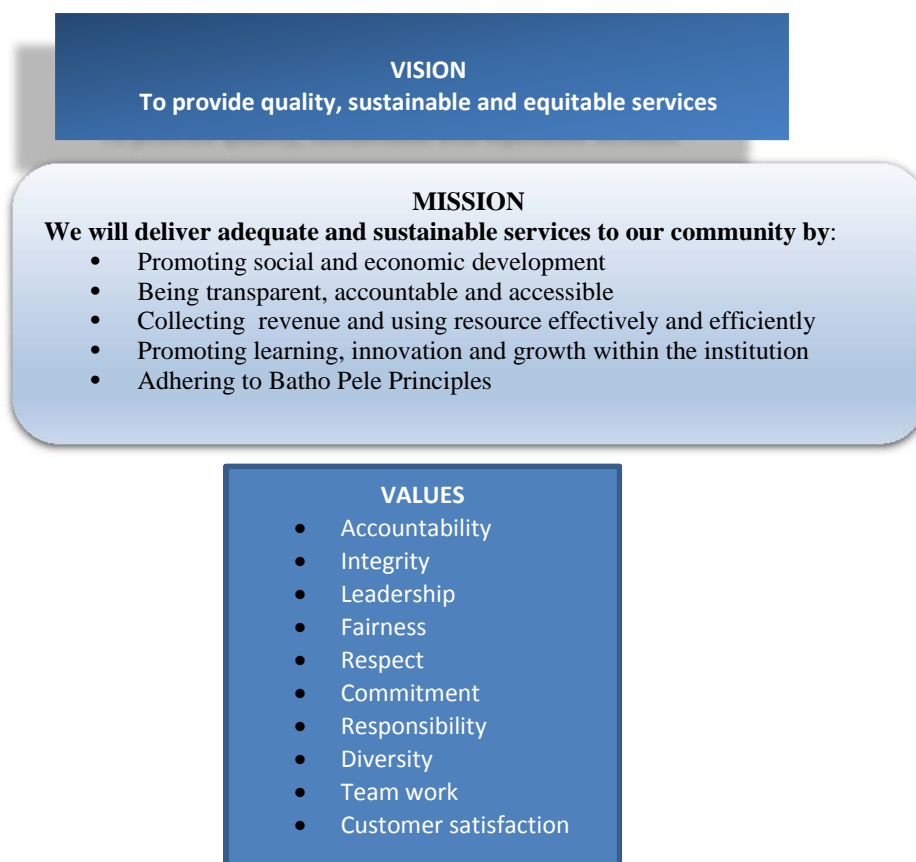 VISION
To provide quality, sustainable and equitable services
MISSION
We will deliver adequate and sustainable services to our community by:
• Promoting social and economic development
• Being transparent, accountable and accessible
• Collecting  revenue and using resource effectively and efficiently
• Promoting learning, innovation and growth within the institution
• Adhering to Batho Pele Principles
VALUES
• Accountability
• Integrity
• Leadership
• Fairness
• Respect
• Commitment
• Responsibility
• Diversity
• Team work
• Customer satisfaction